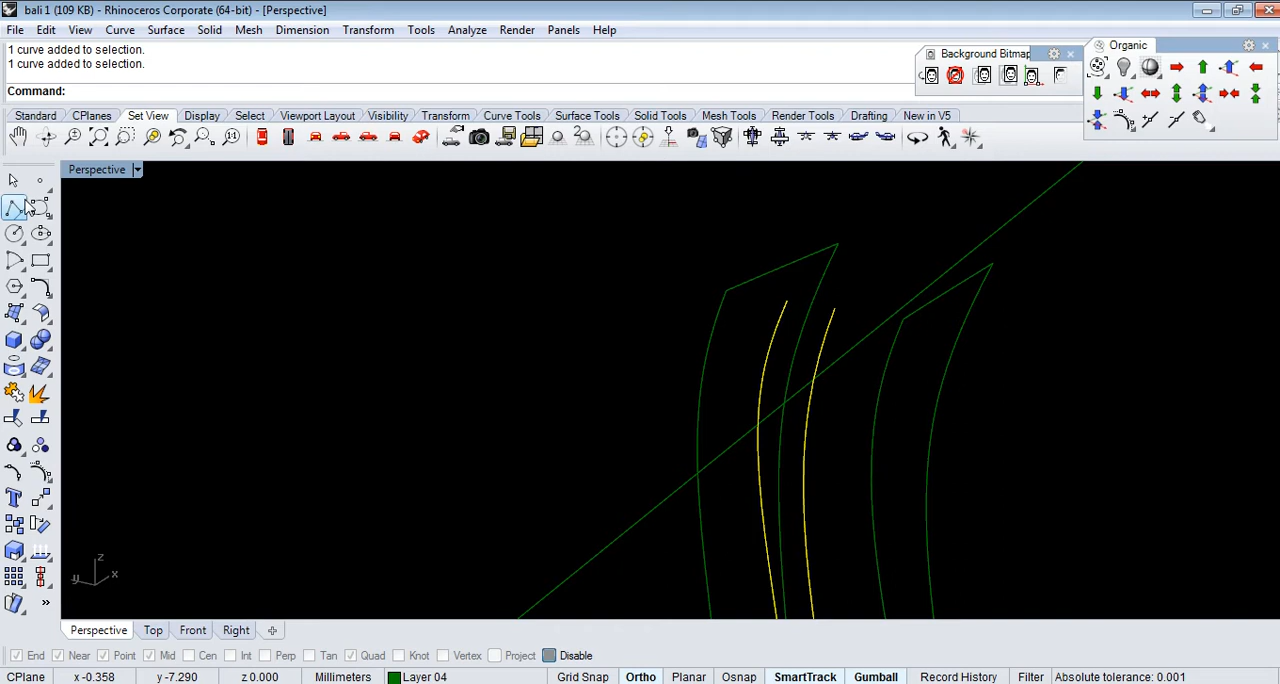 bali 1 (109 KB) - Rhinoceros Corporate (64-bit) - [Perspective]
File Edit View Curve Surface Solid Mesh Dimension Transform Tools Analyze Render Panels Help
1 curve added to selection.
1 curve added to selection.
Background Bitmap
Organic
Command:
Standard CPlanes Set View Display Select Viewport Layout Visibility Transform Curve Tools Surface Tools Solid Tools Mesh Tools Render Tools Drafting New in V5
Perspective
z
y x
Perspective Top Front Right
End Near Point Mid Cen Int Perp Tan Quad Knot Vertex Project Disable
CPlane x -0.358 y -7.290 z 0.000 Millimeters Layer 04 Grid Snap Ortho Planar Osnap SmartTrack Gumball Record History Filter Absolute tolerance: 0.001